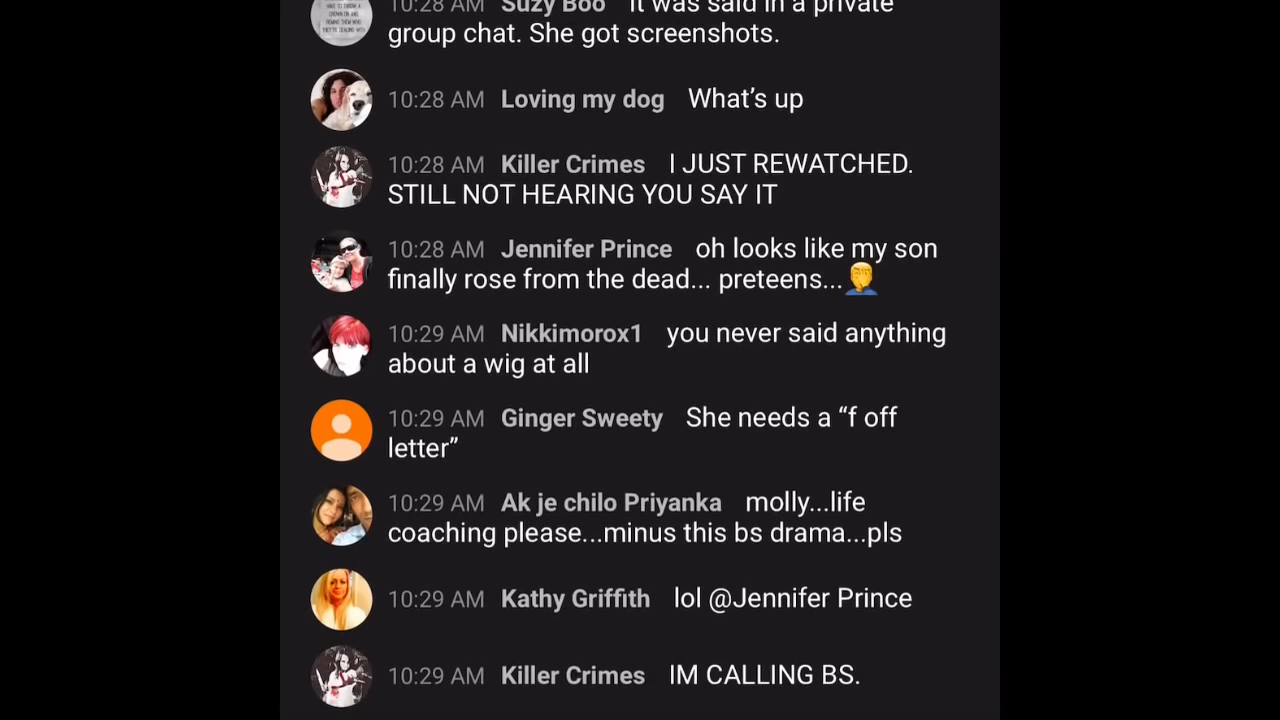 10:28 AM Suzy Boo It was said in a private
group chat. She got screenshots.
10:28 AM Loving my dog What’s up
10:28 AM Killer Crimes I JUST REWATCHED.
STILL NOT HEARING YOU SAY IT
10:28 AM Jennifer Prince oh looks like my son
finally rose from the dead... preteens...🤦
10:29 AM Nikkimorox1 you never said anything
about a wig at all
10:29 AM Ginger Sweety She needs a “f off
letter”
10:29 AM Ak je chilo Priyanka molly...life
coaching please...minus this bs drama...pls
10:29 AM Kathy Griffith lol @Jennifer Prince
10:29 AM Killer Crimes IM CALLING BS.